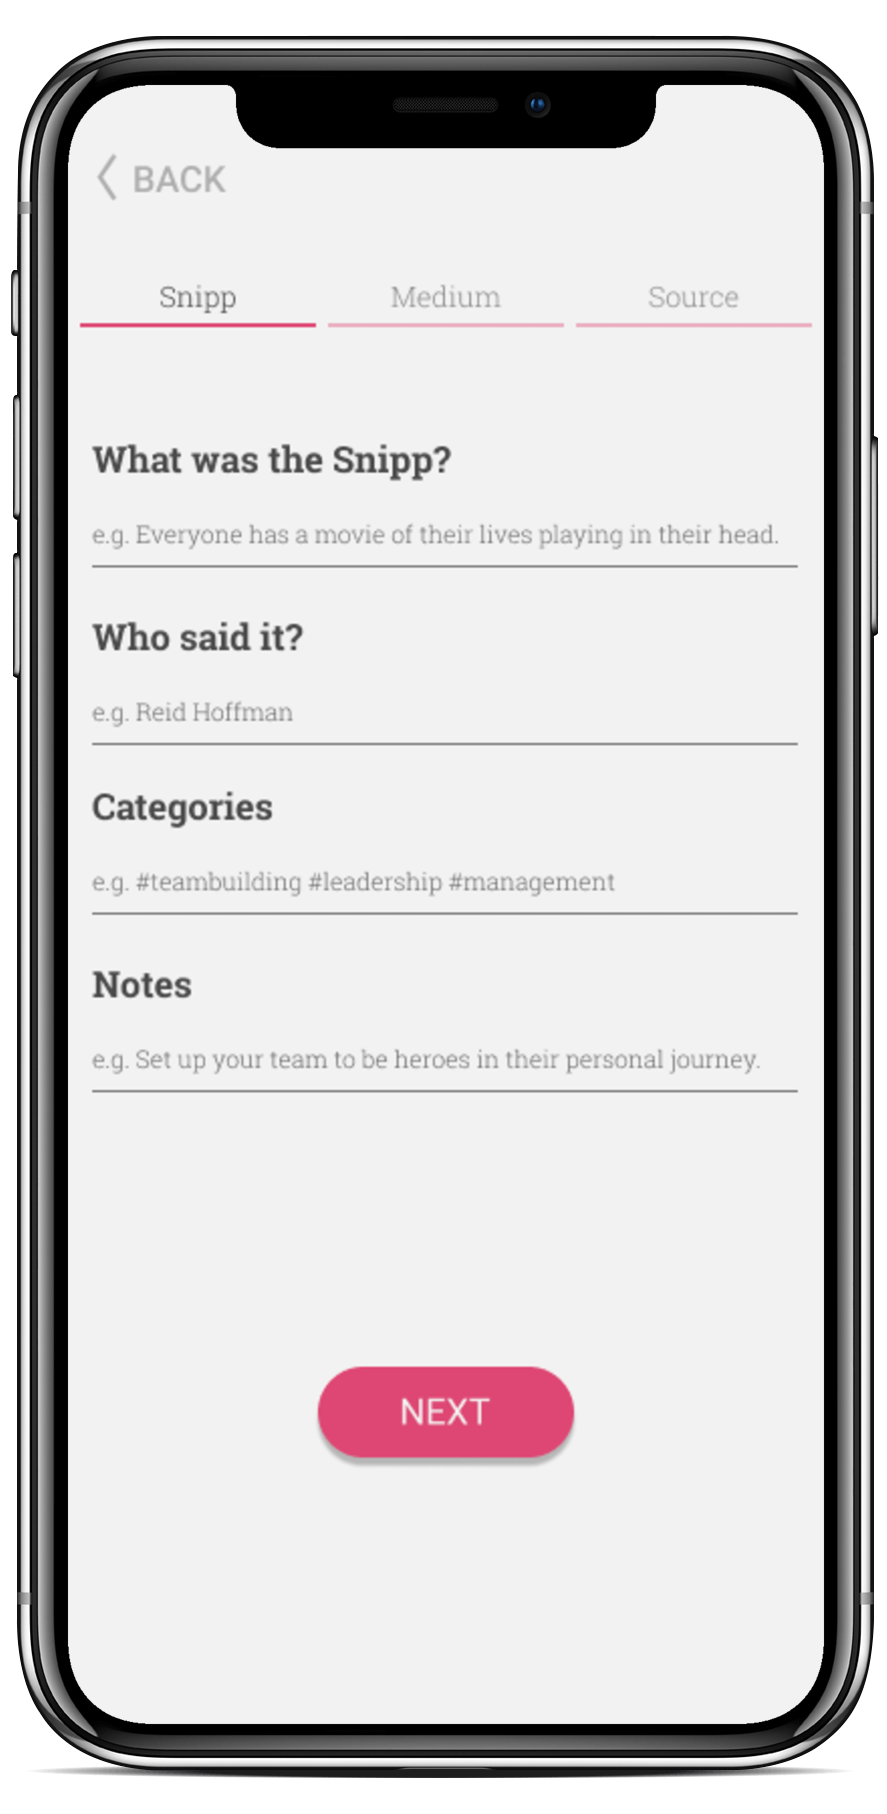 BACK
Snipp Medium Source
What was the Snipp?
e.g. Everyone has a movie of their lives playing in their head.
Who said it?
e.g. Reid Hoffman
Categories
e.g. #teambuilding #leadership #management
Notes
e.g. Set up your team to be heroes in their personal journey.
NEXT